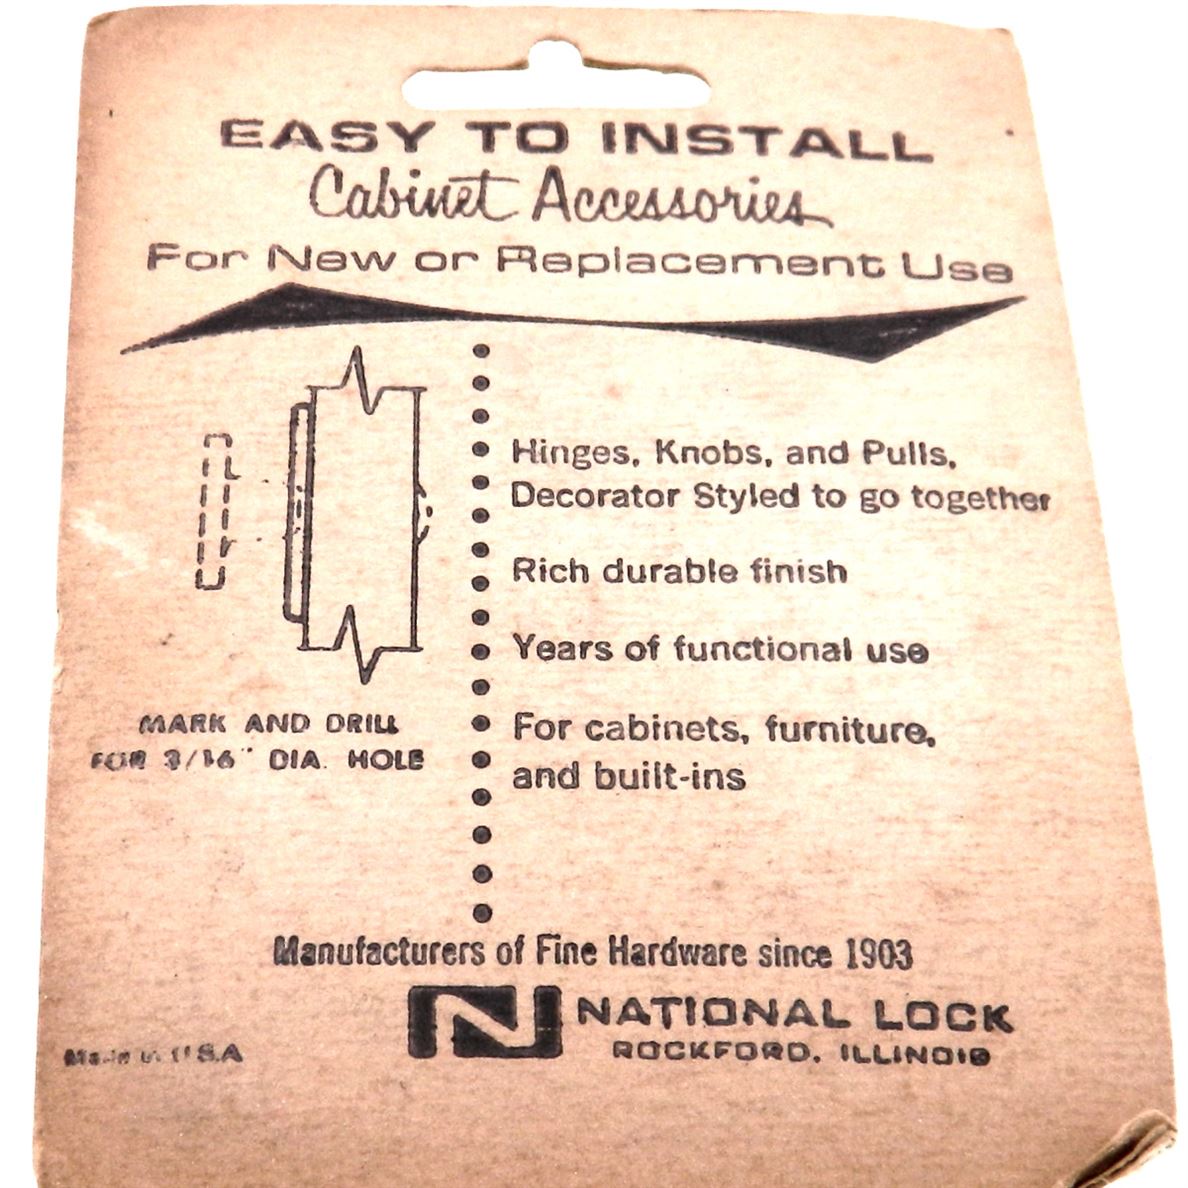 EASY TO INSTALL
Cabinet Accessories
For New or Replacement Use
Hinges, Knobs, and Pulls,
Decorator Styled to go together
Rich durable finish
Years of functional use
For cabinets, furniture,
and built-ins
MARK AND DRILL
FOR 3/16" DIA. HOLE
Manufacturers of Fine Hardware since 1903
N NATIONAL LOCK
ROCKFORD, ILLINOIS
Made in U.S.A